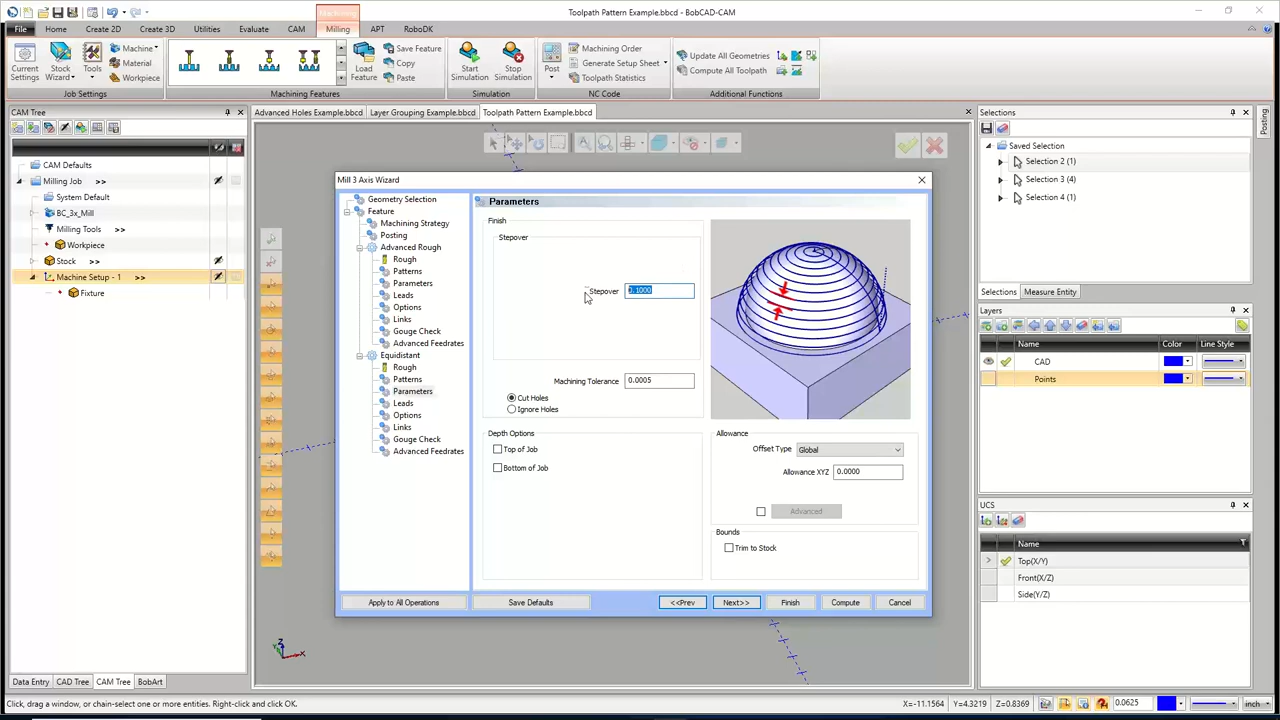 Machining
Toolpath Pattern Example.bbcd - BobCAD-CAM
File
Home
Create 2D
Create 3D
Utilities
Evaluate
CAM
Milling
APT
RoboDK
Current Settings
Stock Wizard
Tools
Machine
Material
Workpiece
Load Feature
Save Feature
Copy
Paste
Start Simulation
Stop Simulation
Post
Machining Order
Generate Setup Sheet
Toolpath Statistics
Update All Geometries
Compute All Toolpath
Job Settings
Machining Features
Simulation
NC Code
Additional Functions
CAM Tree
Advanced Holes Example.bbcd
Layer Grouping Example.bbcd
Toolpath Pattern Example.bbcd
CAM Defaults
Milling Job >>
System Default
BC_3x_Mill
Milling Tools >>
Workpiece
Stock >>
Machine Setup - 1 >>
Fixture
Data Entry
CAD Tree
CAM Tree
BobArt
Mill 3 Axis Wizard
Geometry Selection
Feature
Machining Strategy
Posting
Advanced Rough
Rough
Patterns
Parameters
Leads
Options
Links
Gouge Check
Advanced Feedrates
Equidistant
Rough
Patterns
Parameters
Leads
Options
Links
Gouge Check
Advanced Feedrates
Parameters
Finish
Stepover
Stepover
0.1000
Machining Tolerance
0.0005
Cut Holes
Ignore Holes
Depth Options
Top of Job
Bottom of Job
Allowance
Offset Type
Global
Allowance XYZ
0.0000
Advanced
Bounds
Trim to Stock
Apply to All Operations
Save Defaults
<<Prev
Next>>
Finish
Compute
Cancel
Selections
Saved Selection
Selection 2 (1)
Selection 3 (4)
Selection 4 (1)
Selections
Measure Entity
Posting
Layers
Name
Color
Line Style
CAD
Points
UCS
Name
Top(X/Y)
Front(X/Z)
Side(Y/Z)
Z
X
Click, drag a window, or chain-select one or more entities. Right-click and click OK.
X=-11.1564
Y=4.3219
Z=0.8369
0.0625
inch